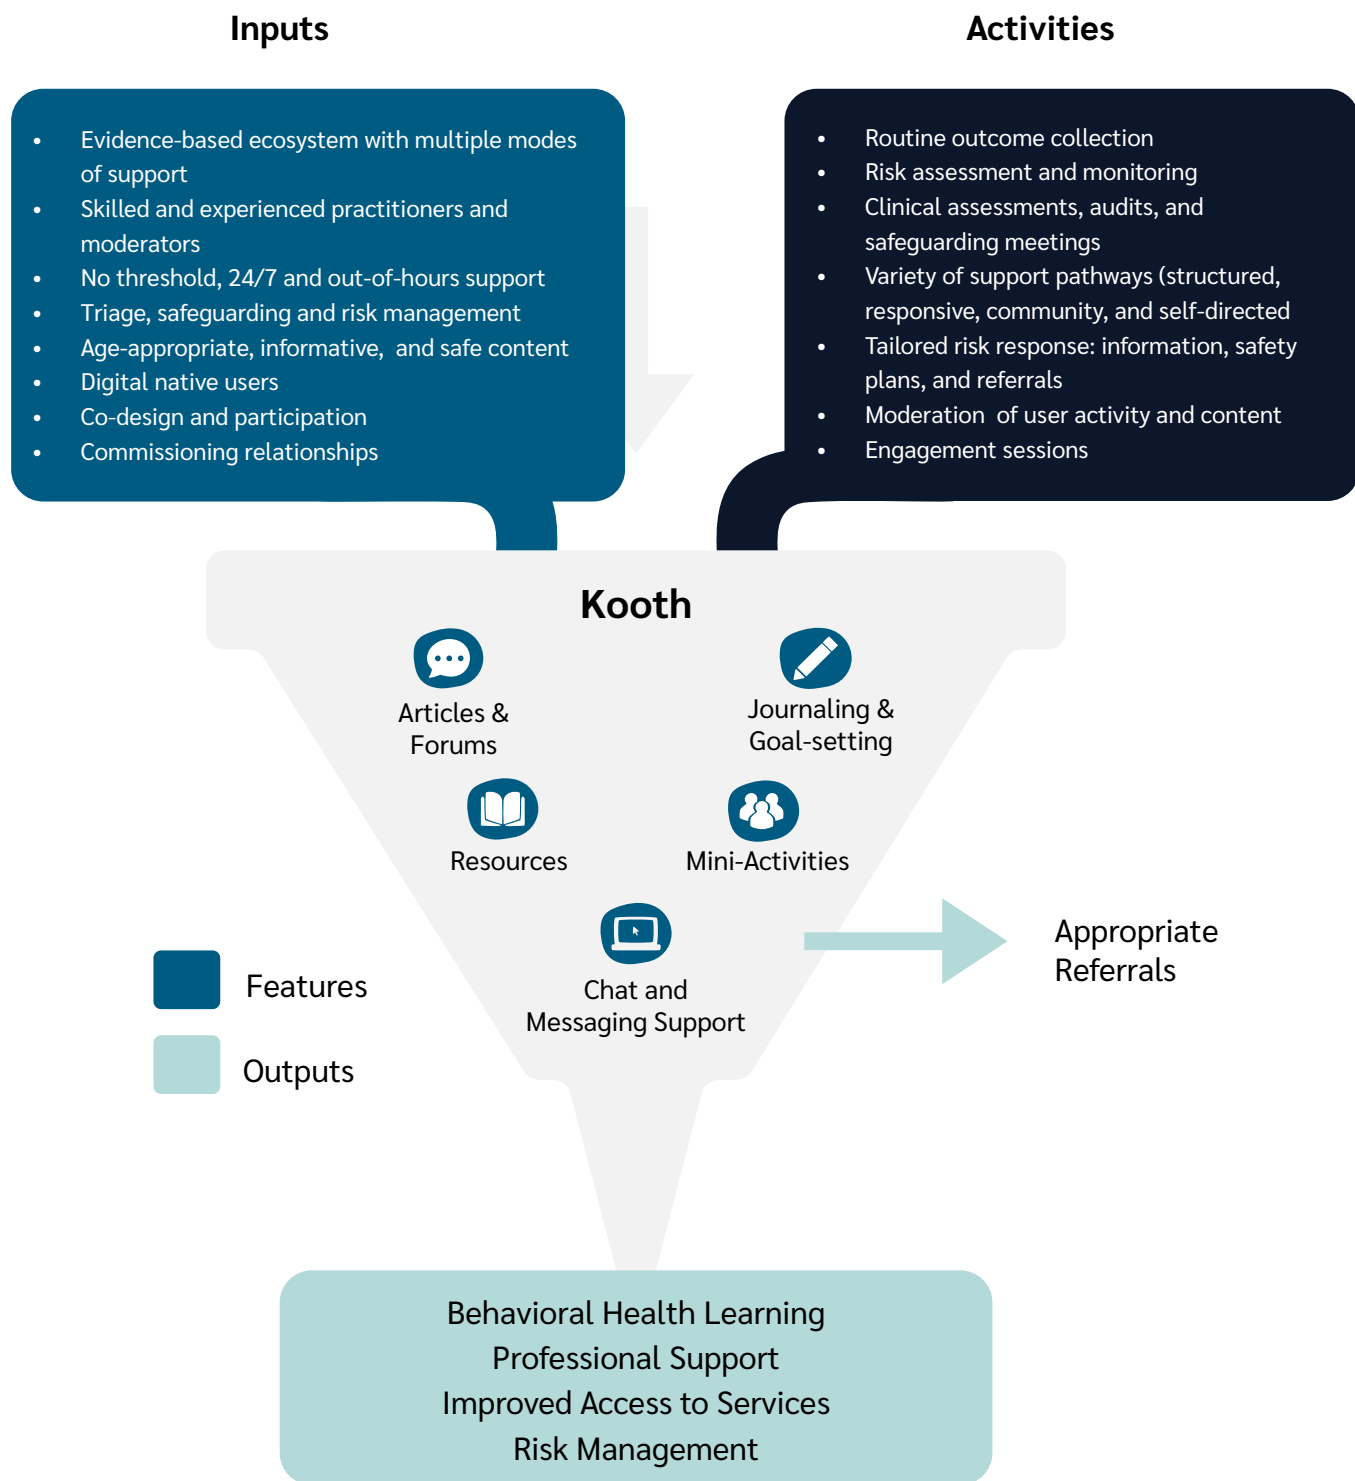 Inputs
• Evidence-based ecosystem with multiple modes
of support
• Skilled and experienced practitioners and
moderators
• No threshold, 24/7 and out-of-hours support
• Triage, safeguarding and risk management
• Age-appropriate, informative,  and safe content
• Digital native users
• Co-design and participation
• Commissioning relationships
Activities
• Routine outcome collection
• Risk assessment and monitoring
• Clinical assessments, audits, and
safeguarding meetings
• Variety of support pathways (structured,
responsive, community, and self-directed
• Tailored risk response: information, safety
plans, and referrals
• Moderation  of user activity and content
• Engagement sessions
Kooth
Articles &
Forums
Journaling &
Goal-setting
Resources
Mini-Activities
Chat and
Messaging Support
Appropriate
Referrals
Features
Outputs
Behavioral Health Learning
Professional Support
Improved Access to Services
Risk Management